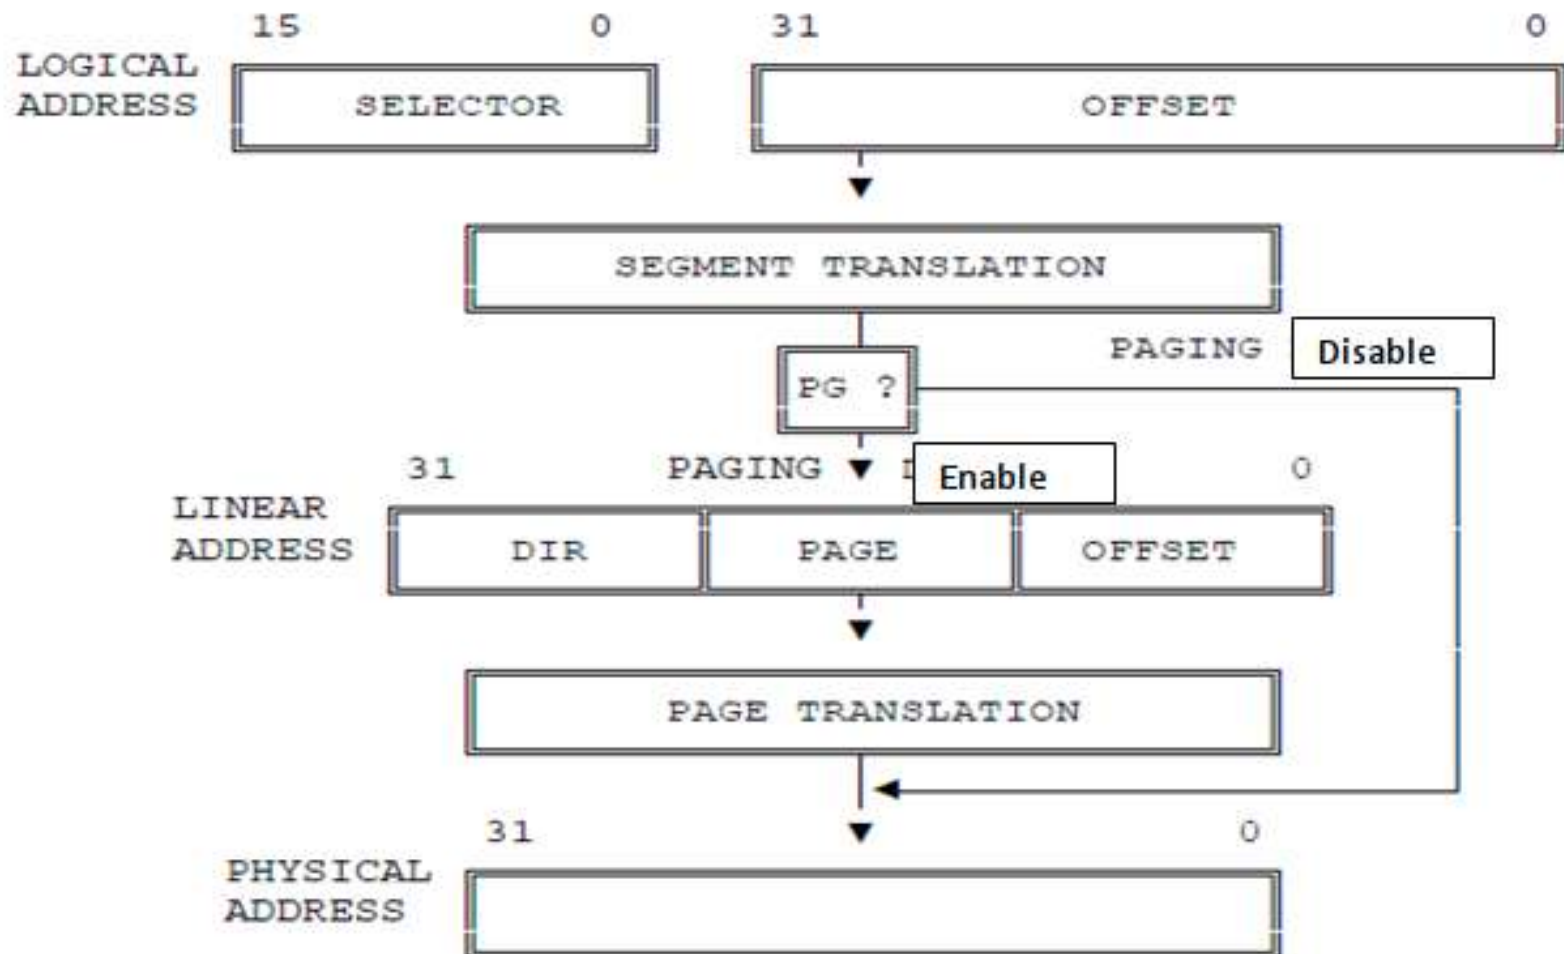 15 0 31 0
LOGICAL
ADDRESS SELECTOR OFFSET
SEGMENT TRANSLATION
PAGING Disable
PG ?
31 PAGING Enable 0
LINEAR
ADDRESS DIR PAGE OFFSET
PAGE TRANSLATION
31 0
PHYSICAL
ADDRESS